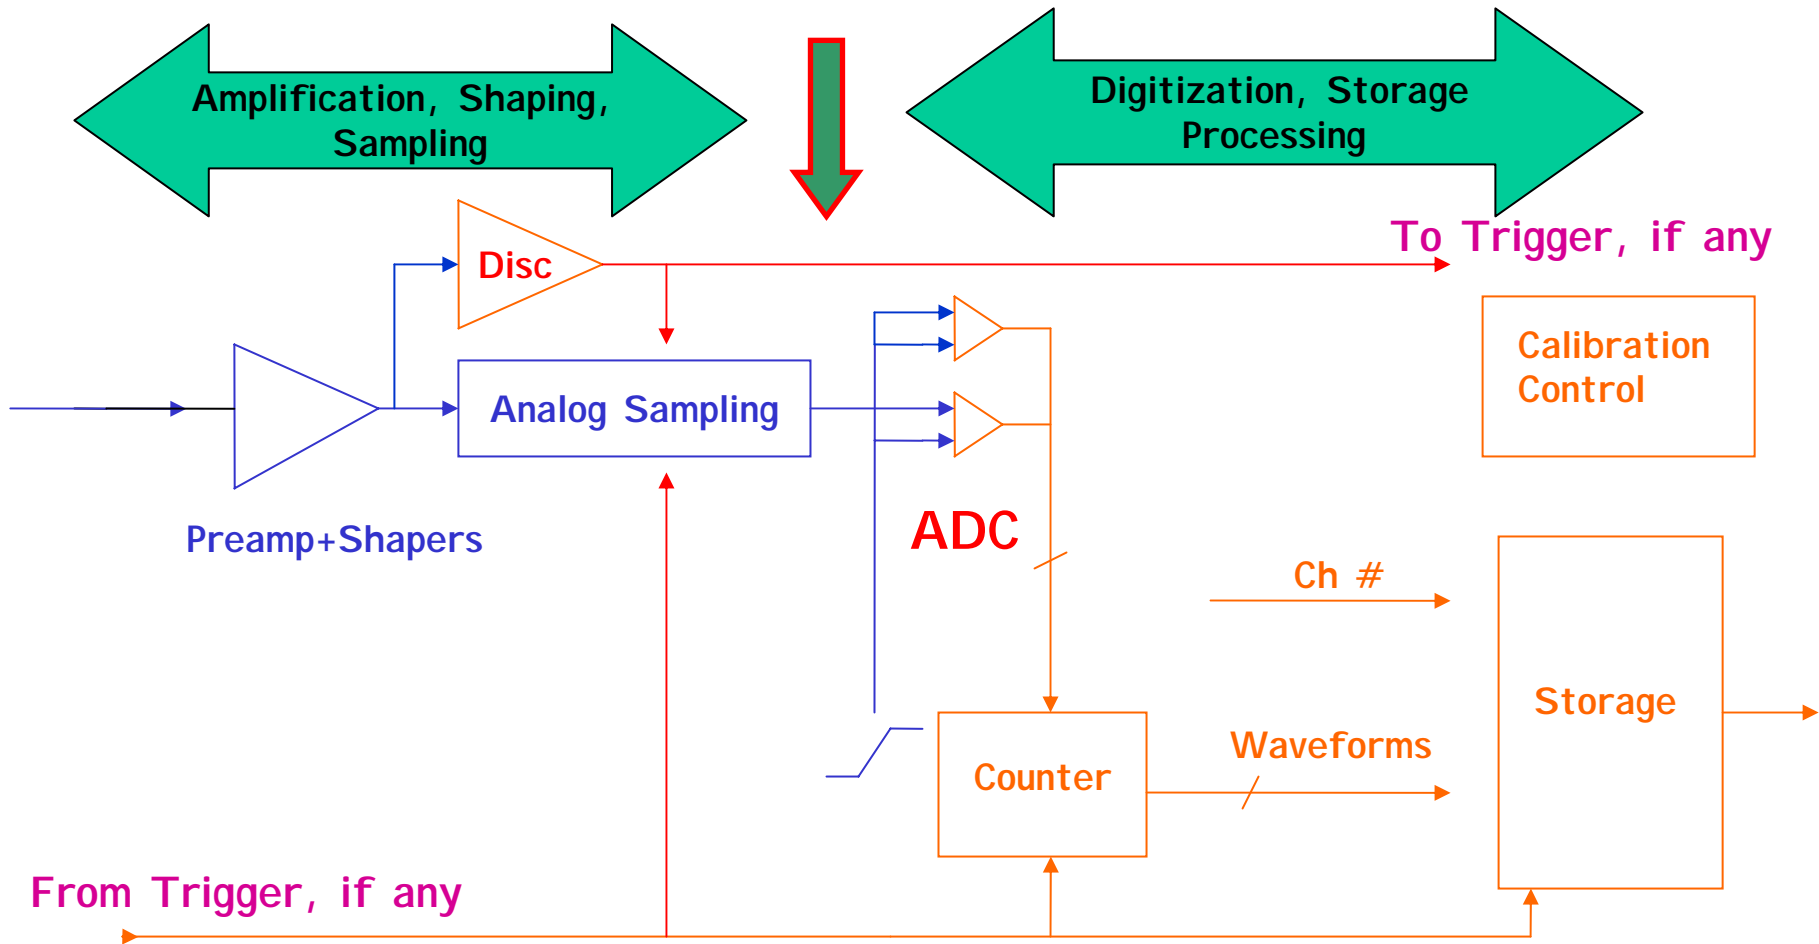 Amplification, Shaping,
Sampling
Digitization, Storage
Processing
To Trigger, if any
Disc
Calibration
Control
Analog Sampling
ADC
Preamp+Shapers
Ch #
Storage
Waveforms
Counter
From Trigger, if any